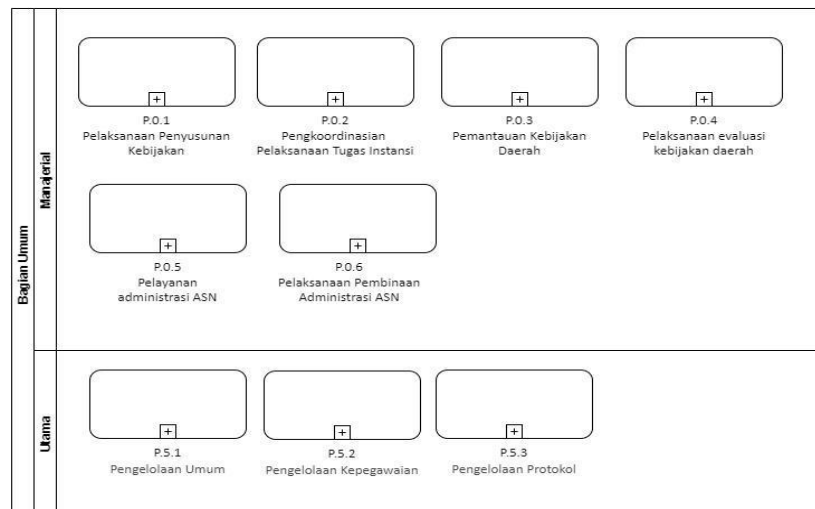 Bagian Umum
Manajerial
P.0.1
Pelaksanaan Penyusunan
Kebijakan
P.0.2
Pengkoordinasian
Pelaksanaan Tugas Instansi
P.0.3
Pemantauan Kebijakan
Daerah
P.0.4
Pelaksanaan evaluasi
kebijakan daerah
P.0.5
Pelayanan
administrasi ASN
P.0.6
Pelaksanaan Pembinaan
Administrasi ASN
Utama
P.5.1
Pengelolaan Umum
P.5.2
Pengelolaan Kepegawaian
P.5.3
Pengelolaan Protokol